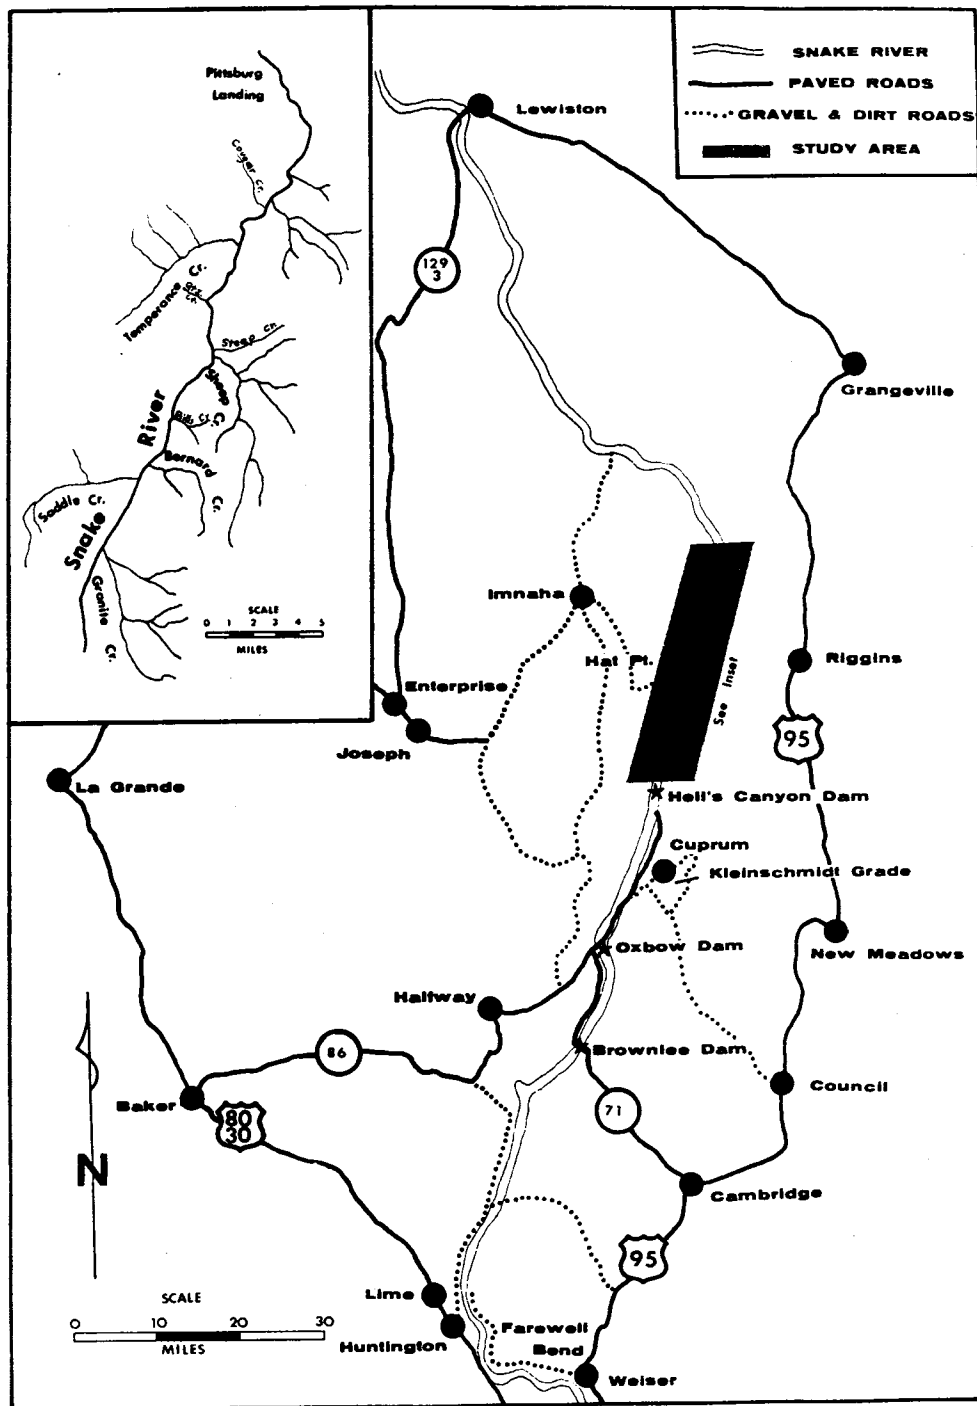 SNAKE RIVER
PAVED ROADS
GRAVEL & DIRT ROADS
STUDY AREA
Pittsburg
Landing
Cougar Cr.
Temperance Cr.
Steep Cr.
Sheep Cr.
Bills Cr.
Bernard Cr.
Saddle Cr.
Snake River
Granite Cr.
SCALE
0 1 2 3 4 5
MILES
Lewiston
129
3
Grangeville
Imnaha
Hat Pt.
See Inset
Riggins
95
Enterprise
Joseph
La Grande
Hell's Canyon Dam
Cuprum
Kleinschmidt Grade
Oxbow Dam
New Meadows
Halfway
86
Brownlee Dam
Baker
80
30
71
Council
Cambridge
N
95
Lime
Huntington
Farewell
Bend
Weiser
SCALE
0 10 20 30
MILES